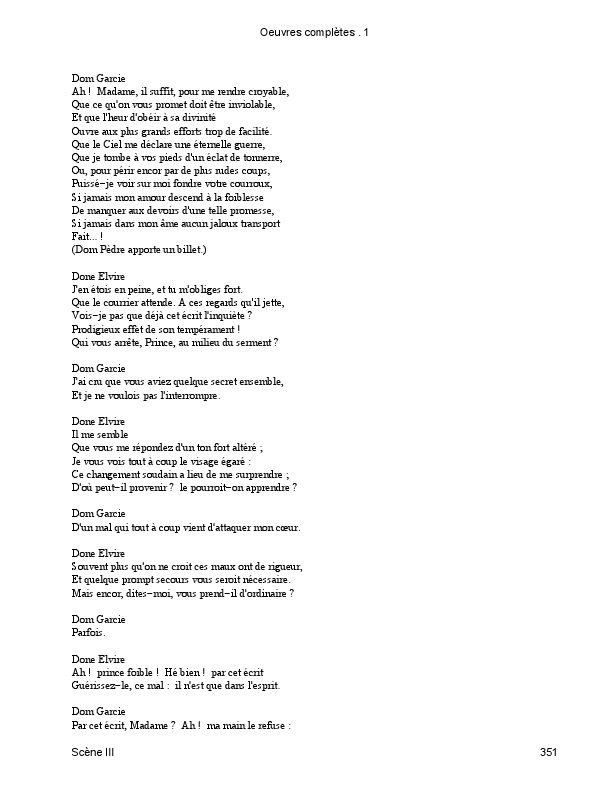 Oeuvres complètes . 1
Dom Garcie
Ah !  Madame, il suffit, pour me rendre croyable,
Que ce qu'on vous promet doit être inviolable,
Et que l'heur d'obéir à sa divinité
Ouvre aux plus grands efforts trop de facilité.
Que le Ciel me déclare une éternelle guerre,
Que je tombe à vos pieds d'un éclat de tonnerre,
Ou, pour périr encor par de plus rudes coups,
Puissé−je voir sur moi fondre votre courroux,
Si jamais mon amour descend à la foiblesse
De manquer aux devoirs d'une telle promesse,
Si jamais dans mon âme aucun jaloux transport
Fait... !
(Dom Pèdre apporte un billet.)
Done Elvire
J'en étois en peine, et tu m'obliges fort.
Que le courrier attende. A ces regards qu'il jette,
Vois−je pas que déjà cet écrit l'inquiète ?
Prodigieux effet de son tempérament !
Qui vous arrête, Prince, au milieu du serment ?
Dom Garcie
J'ai cru que vous aviez quelque secret ensemble,
Et je ne voulois pas l'interrompre.
Done Elvire
Il me semble
Que vous me répondez d'un ton fort altéré ;
Je vous vois tout à coup le visage égaré :
Ce changement soudain a lieu de me surprendre ;
D'où peut−il provenir ?  le pourroit−on apprendre ?
Dom Garcie
D'un mal qui tout à coup vient d'attaquer mon cœur.
Done Elvire
Souvent plus qu'on ne croit ces maux ont de rigueur,
Et quelque prompt secours vous seroit nécessaire.
Mais encor, dites−moi, vous prend−il d'ordinaire ?
Dom Garcie
Parfois.
Done Elvire
Ah !  prince foible !  Hé bien !  par cet écrit
Guérissez−le, ce mal :  il n'est que dans l'esprit.
Dom Garcie
Par cet écrit, Madame ?  Ah !  ma main le refuse :
Scène III
351